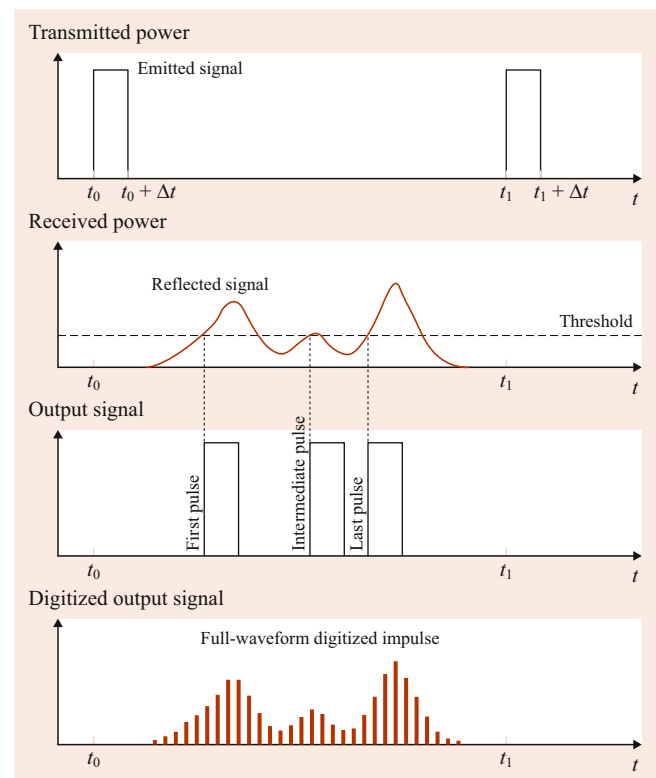 Transmitted power
Emitted signal
t₀
t₀ + Δt
t₁
t₁ + Δt
t
Received power
Reflected signal
Threshold
t₀
t₁
t
Output signal
First pulse
Intermediate pulse
Last pulse
t₀
t₁
t
Digitized output signal
Full-waveform digitized impulse
t₀
t₁
t